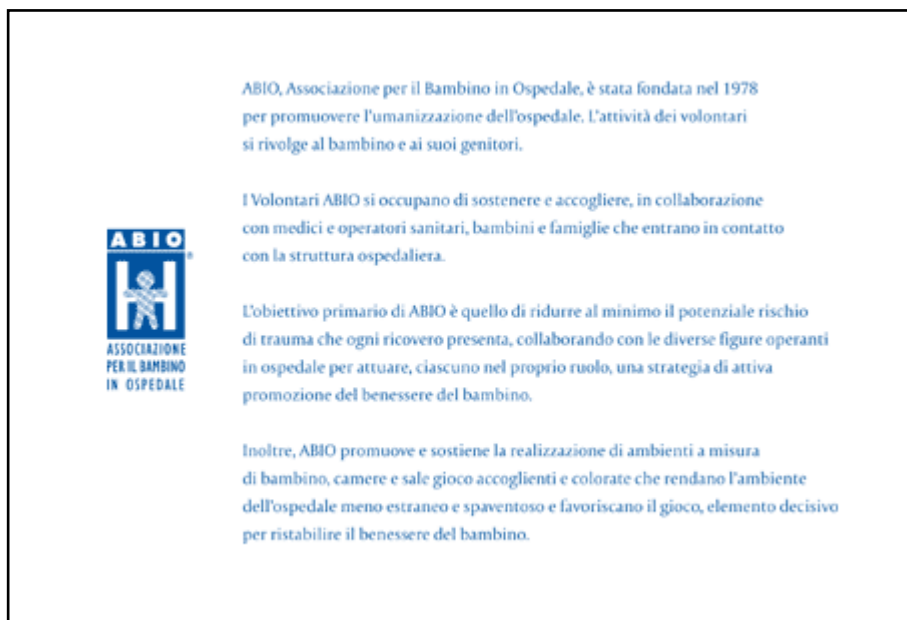 ABIO, Associazione per il Bambino in Ospedale, è stata fondata nel 1978
per promuovere l'umanizzazione dell'ospedale. L'attività dei volontari
si rivolge al bambino e ai suoi genitori.
I Volontari ABIO si occupano di sostenere e accogliere, in collaborazione
con medici e operatori sanitari, bambini e famiglie che entrano in contatto
con la struttura ospedaliera.
ABIO
®
ASSOCIAZIONE
PER IL BAMBINO
IN OSPEDALE
L'obiettivo primario di ABIO è quello di ridurre al minimo il potenziale rischio
di trauma che ogni ricovero presenta, collaborando con le diverse figure operanti
in ospedale per attuare, ciascuno nel proprio ruolo, una strategia di attiva
promozione del benessere del bambino.
Inoltre, ABIO promuove e sostiene la realizzazione di ambienti a misura
di bambino, camere e sale gioco accoglienti e colorate che rendano l'ambiente
dell'ospedale meno estraneo e spaventoso e favoriscano il gioco, elemento decisivo
per ristabilire il benessere del bambino.